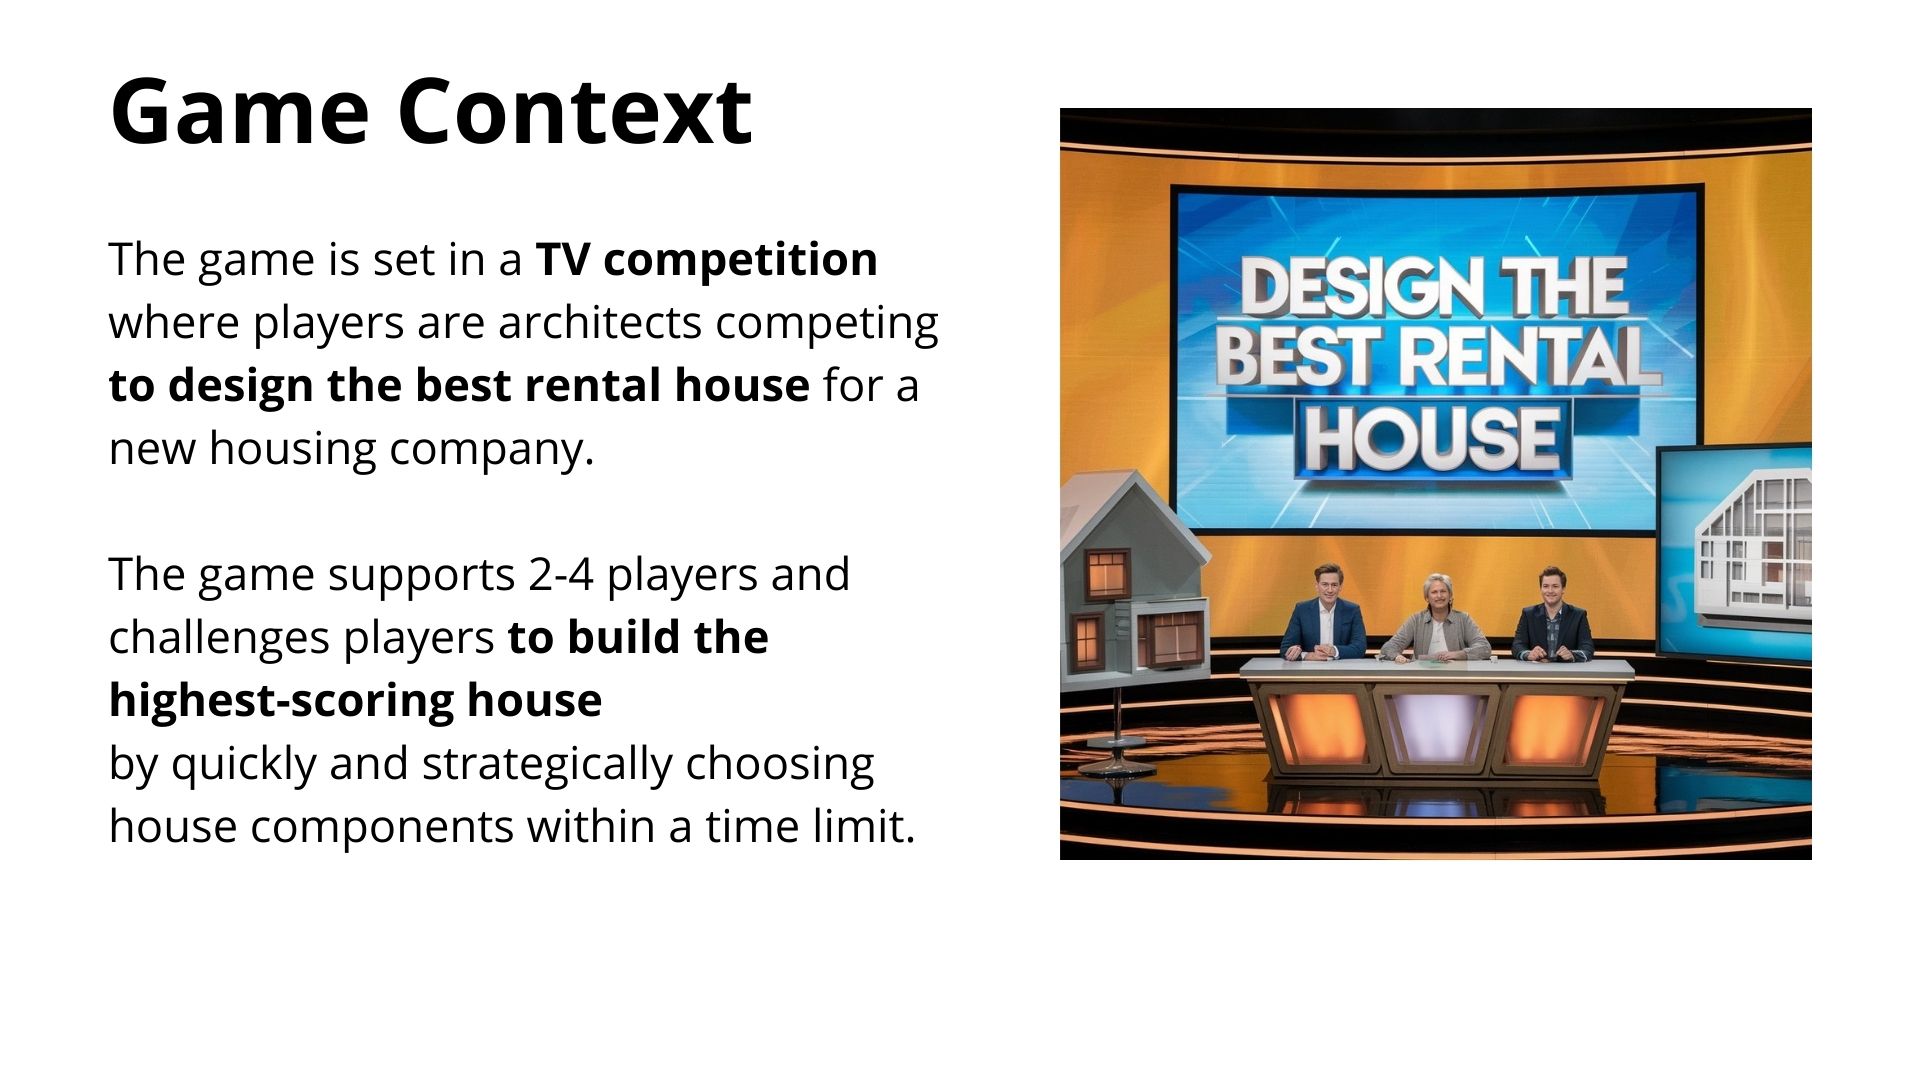 Game Context
The game is set in a TV competition
where players are architects competing
to design the best rental house for a
new housing company.
The game supports 2-4 players and
challenges players to build the
highest-scoring house
by quickly and strategically choosing
house components within a time limit.
DESIGN THE
BEST RENTAL
HOUSE